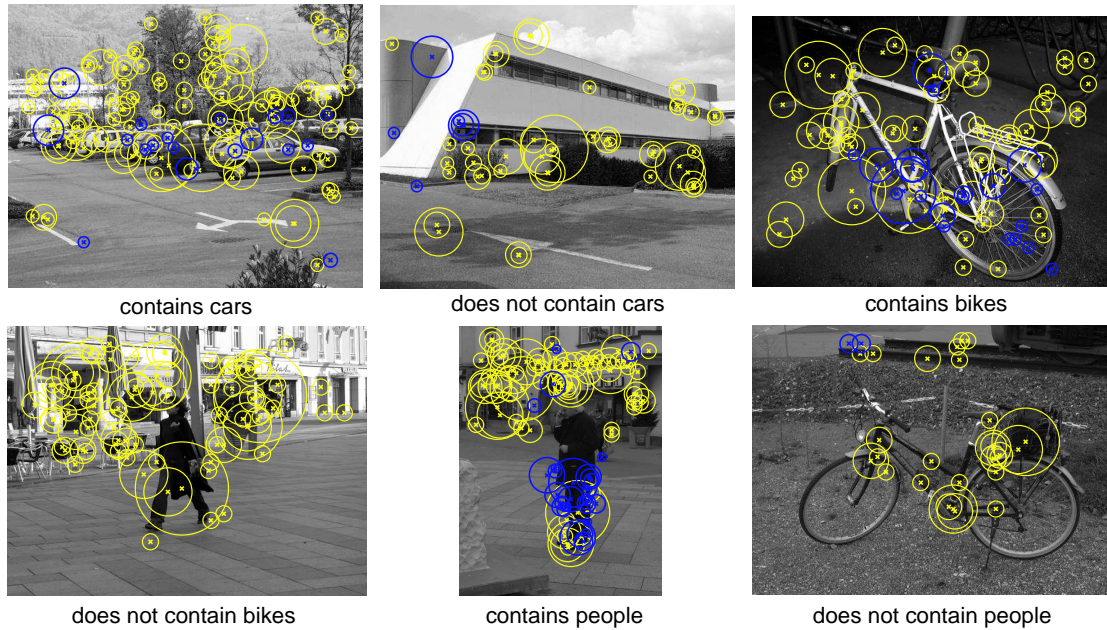 contains cars
does not contain cars
contains bikes
does not contain bikes
contains people
does not contain people